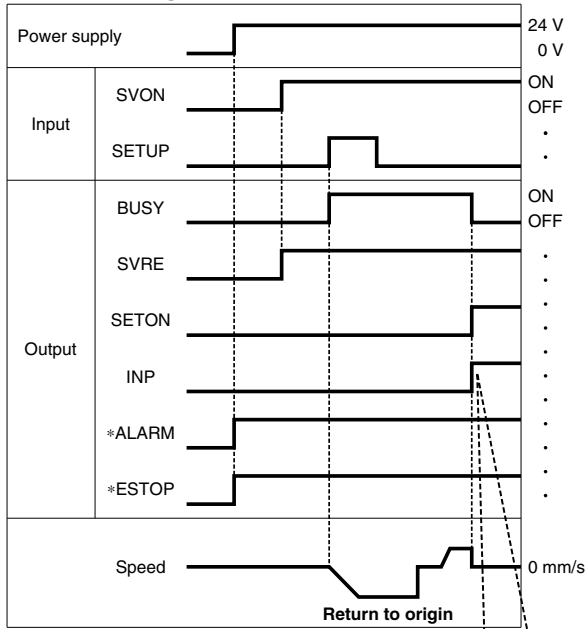 Power supply
24 V
0 V
Input
SVON
ON
OFF
SETUP
Output
BUSY
ON
OFF
SVRE
SETON
INP
*ALARM
*ESTOP
Speed
0 mm/s
Return to origin